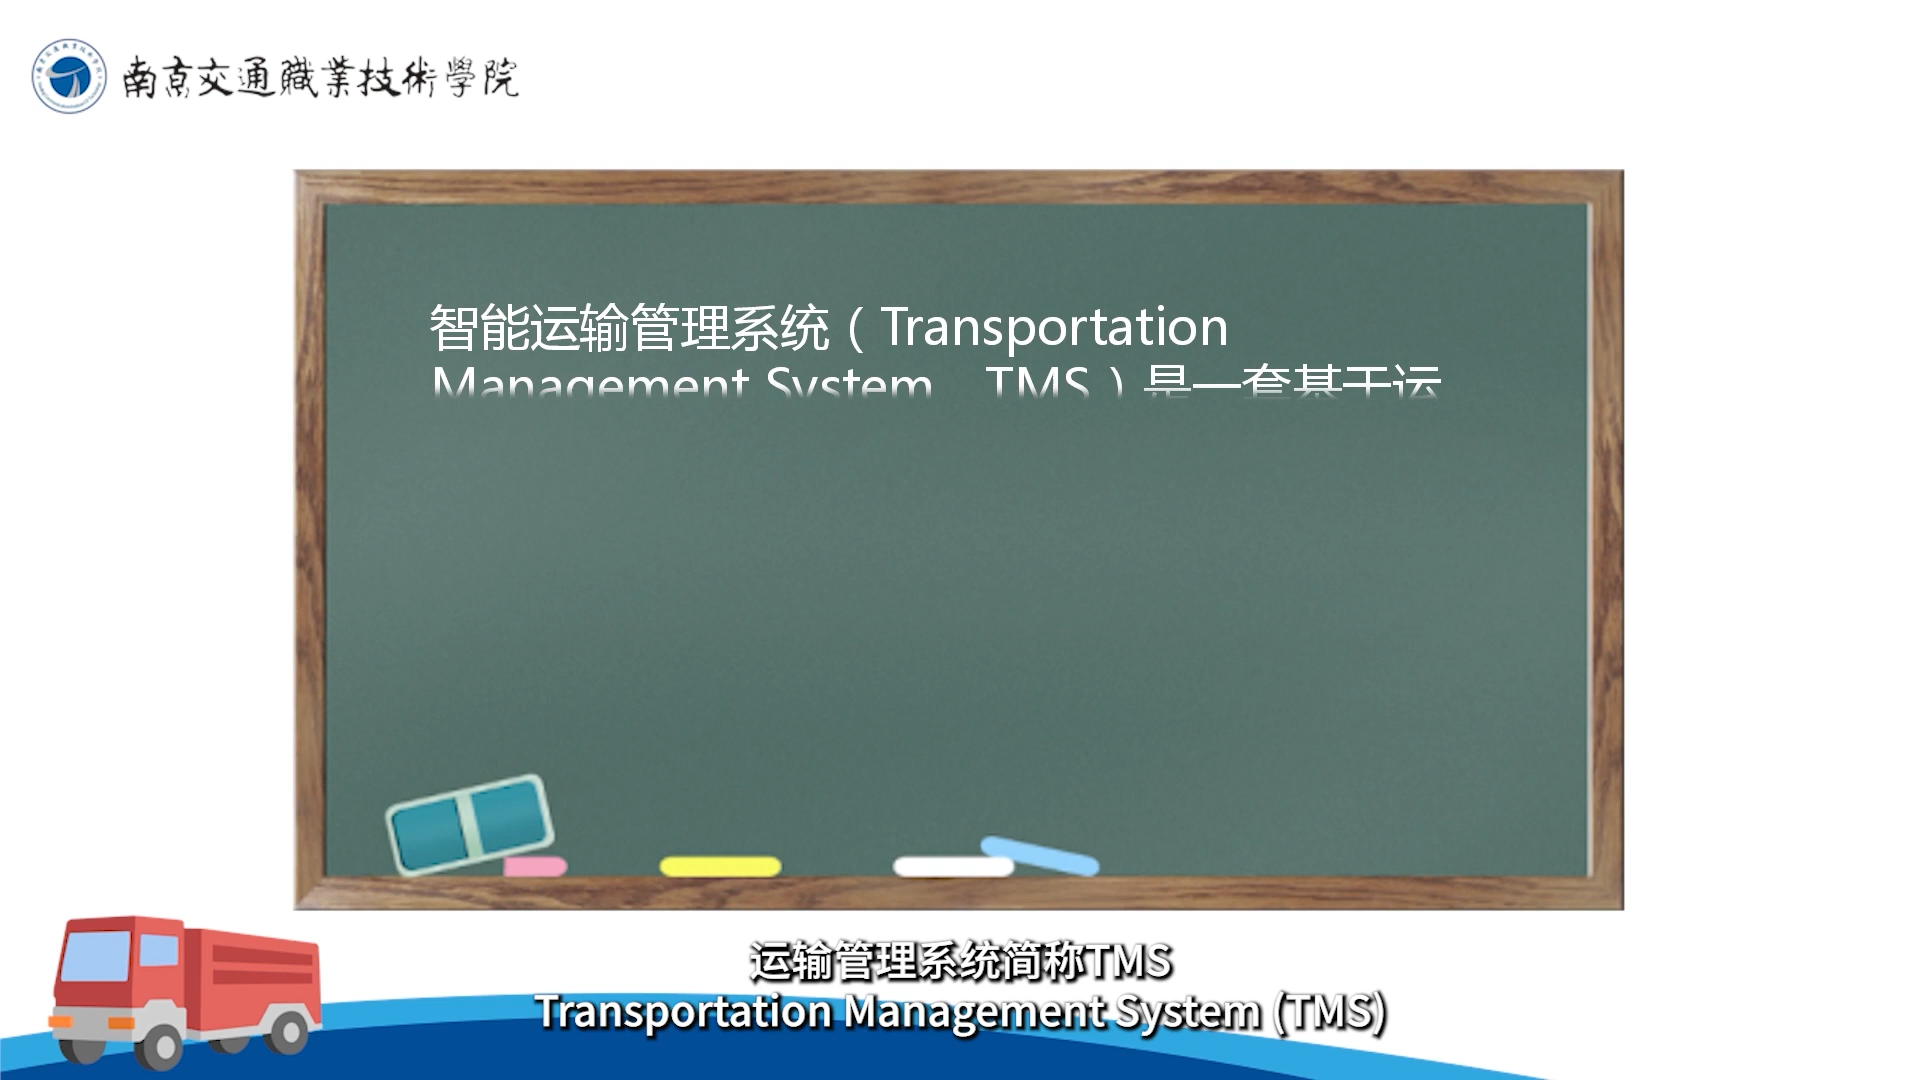 南京交通職業技術學院
智能运输管理系统（Transportation
Management System，TMS）是一套基于运
运输管理系统简称TMS
Transportation Management System (TMS)